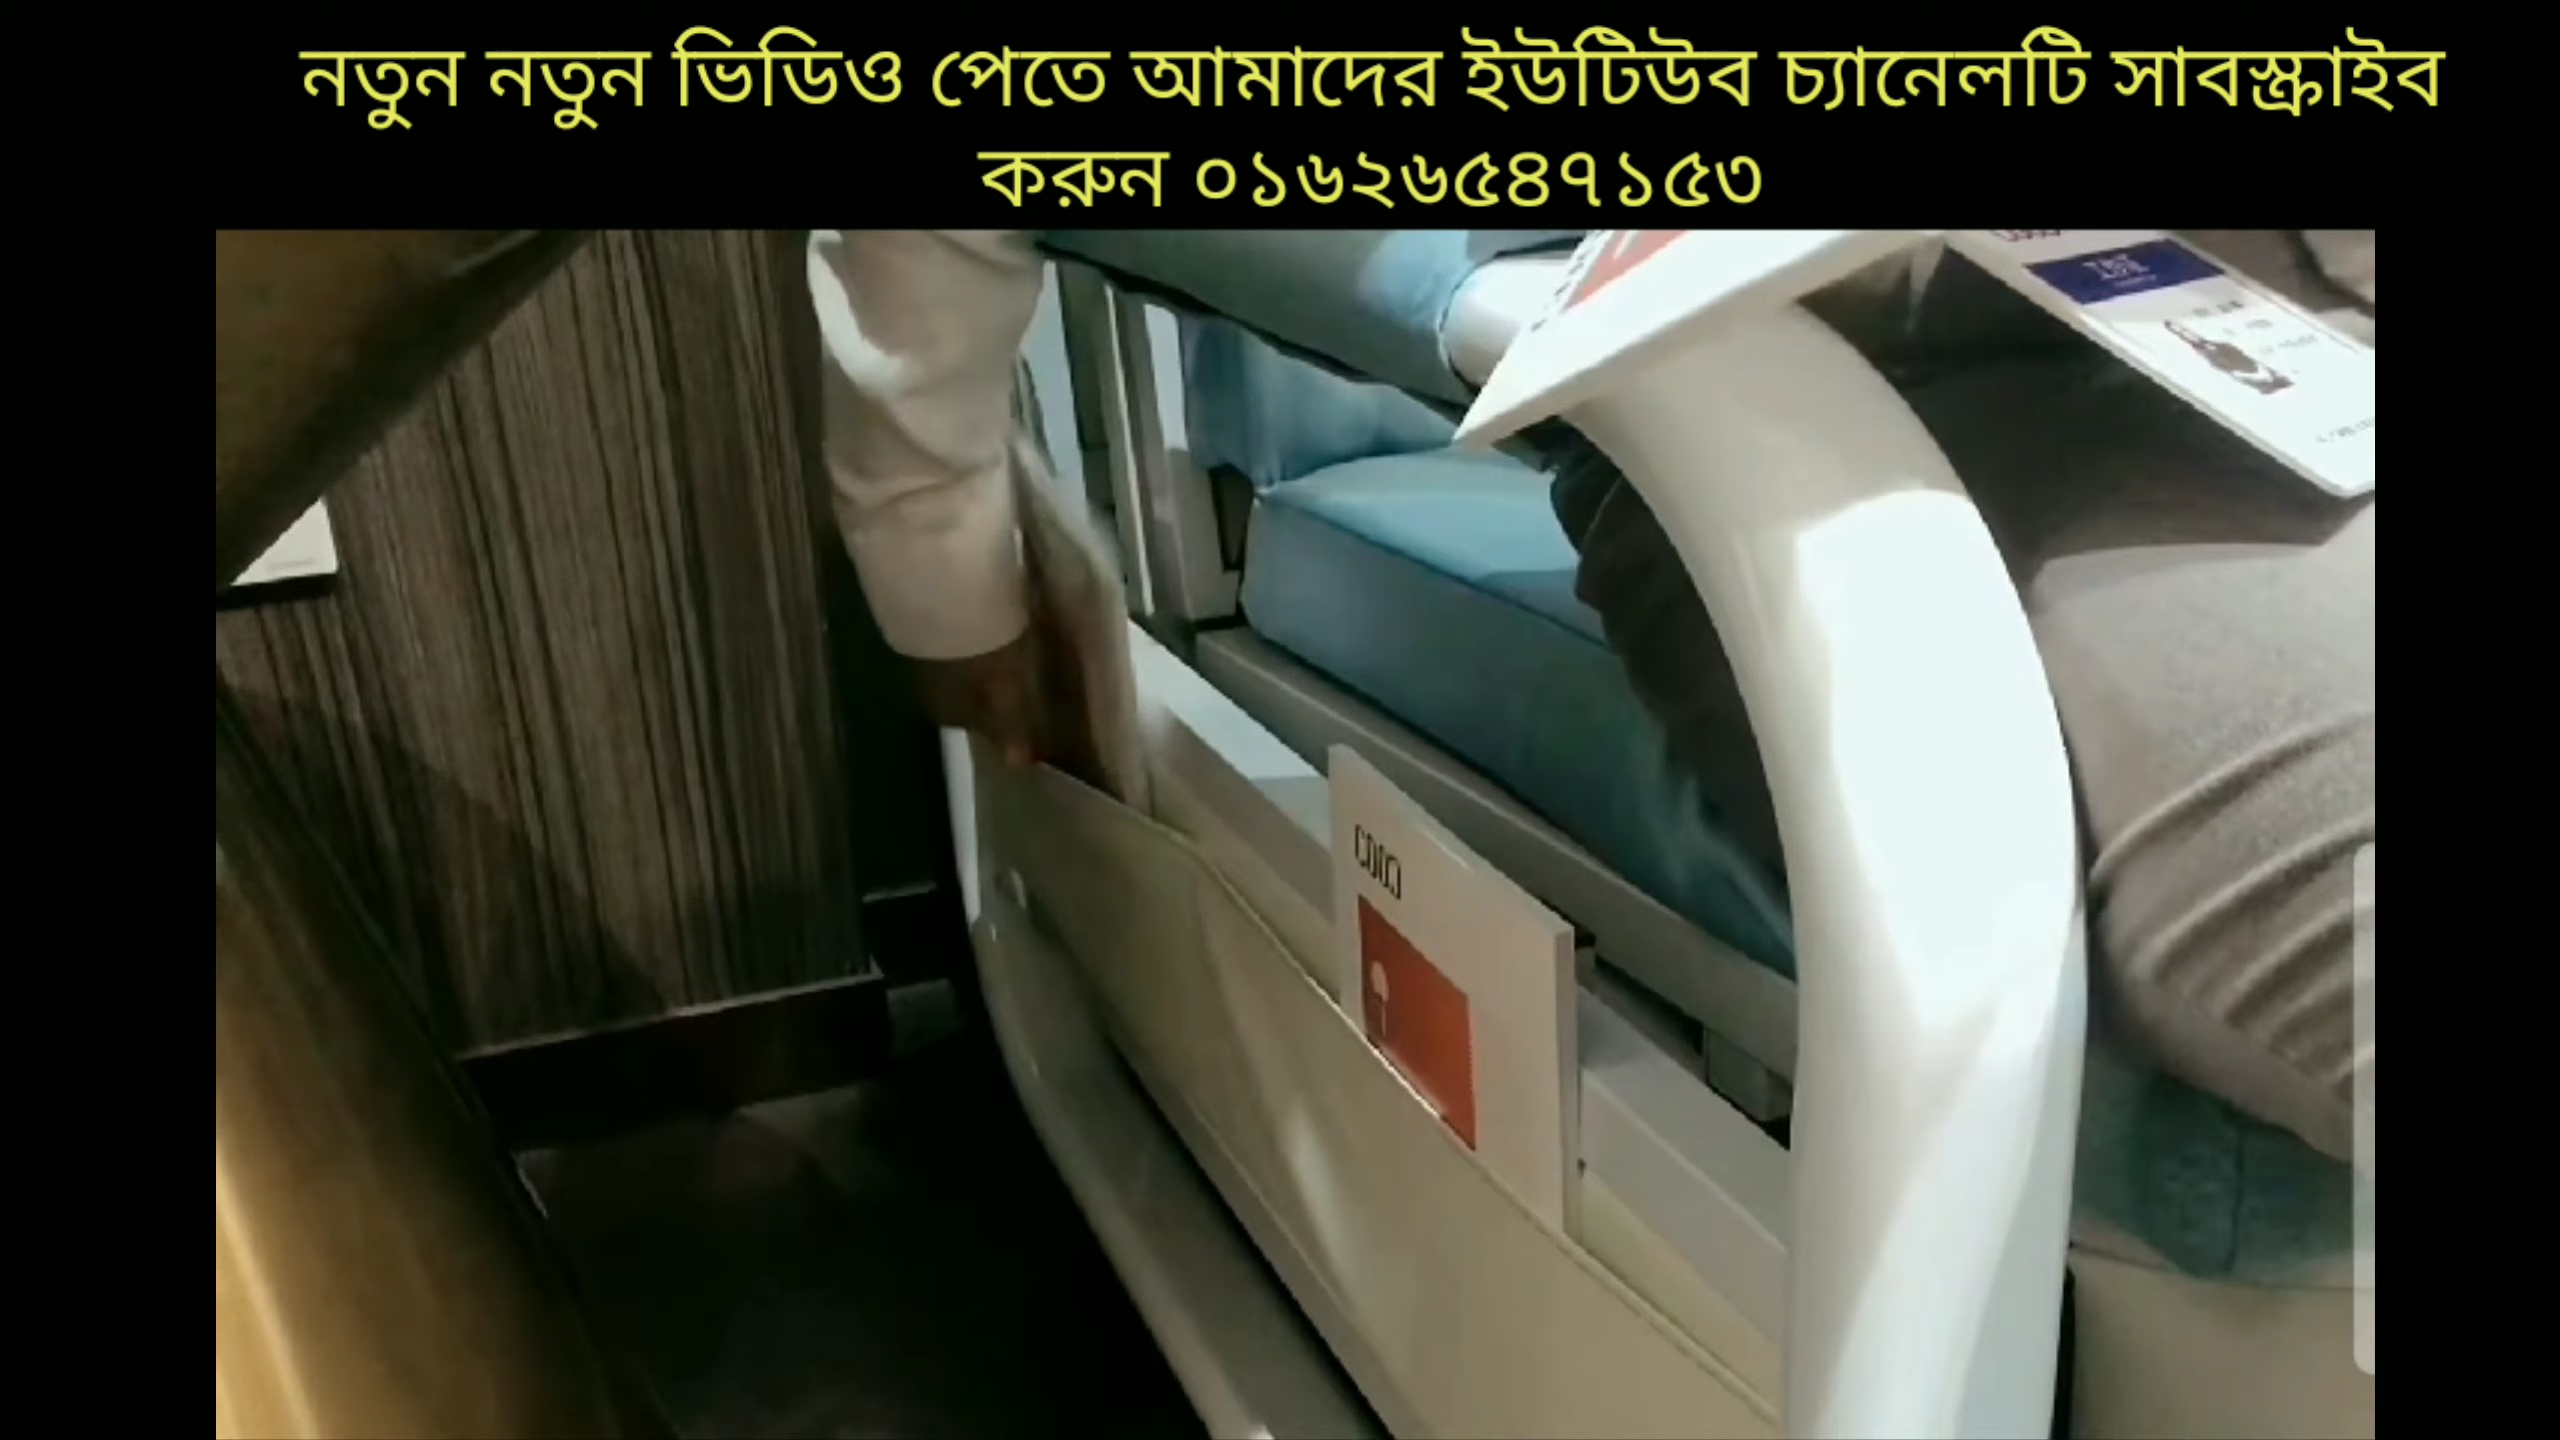 নতুন নতুন ভিডিও পেতে আমাদের ইউটিউব চ্যানেলটি সাবস্ক্রাইব
করুন ০১৬২৬৫৪৭১৫৩